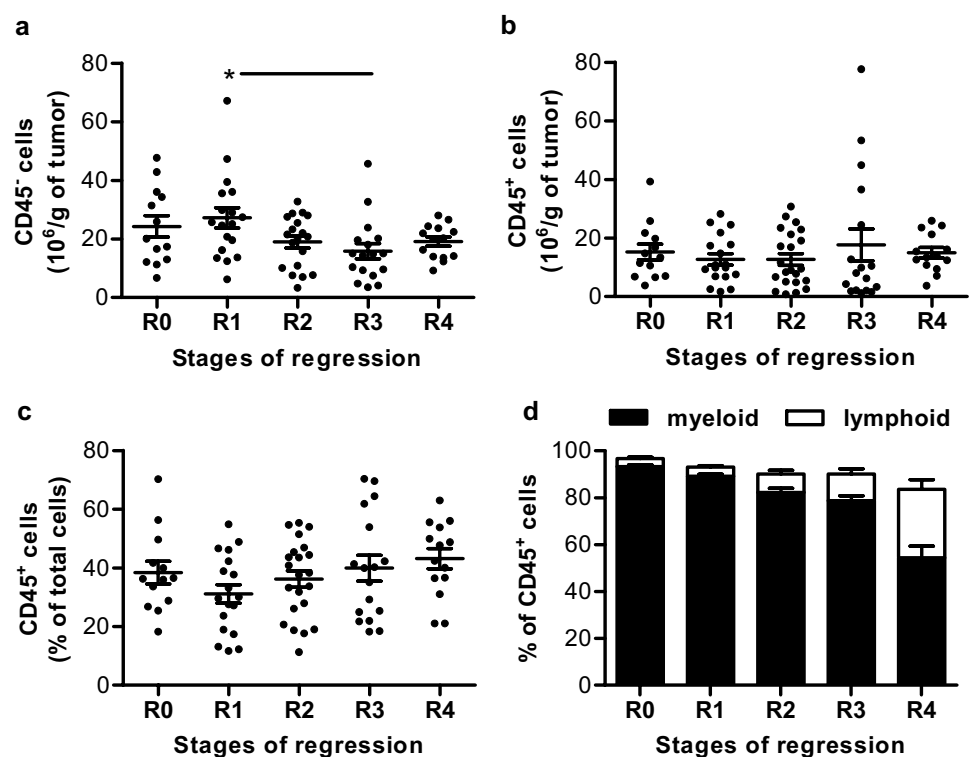 a
CD45⁻ cells
(10⁶/g of tumor)
80
60
40
20
0
*
R0 R1 R2 R3 R4
Stages of regression
b
CD45⁺ cells
(10⁶/g of tumor)
80
60
40
20
0
R0 R1 R2 R3 R4
Stages of regression
c
CD45⁺ cells
(% of total cells)
80
60
40
20
0
R0 R1 R2 R3 R4
Stages of regression
d
myeloid lymphoid
% of CD45⁺ cells
100
80
60
40
20
0
R0 R1 R2 R3 R4
Stages of regression